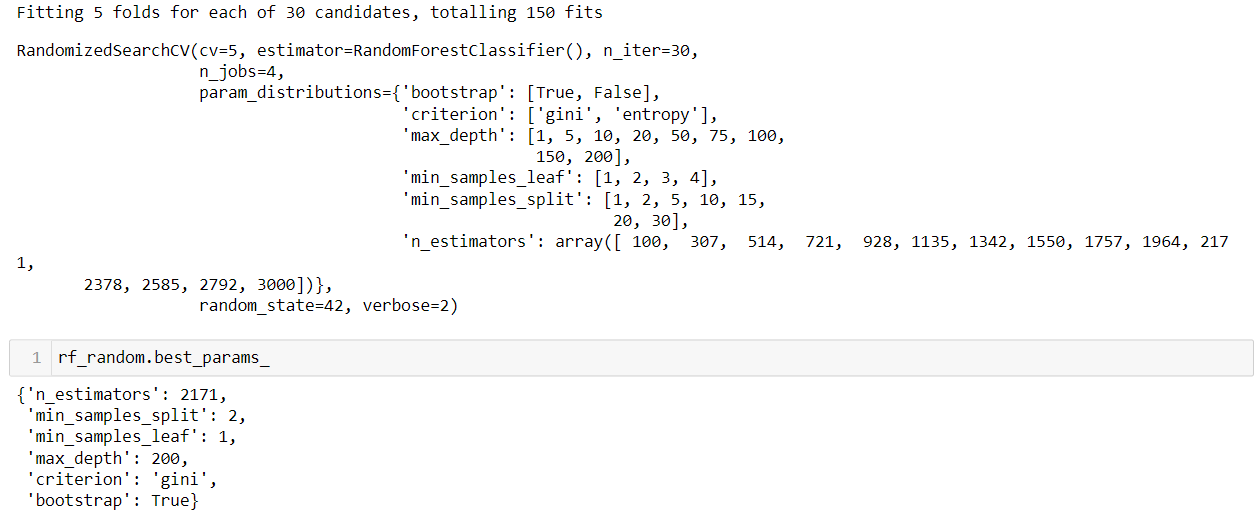 Fitting 5 folds for each of 30 candidates, totalling 150 fits
RandomizedSearchCV(cv=5, estimator=RandomForestClassifier(), n_iter=30,
                   n_jobs=4,
                   param_distributions={'bootstrap': [True, False],
                                        'criterion': ['gini', 'entropy'],
                                        'max_depth': [1, 5, 10, 20, 50, 75, 100,
                                                      150, 200],
                                        'min_samples_leaf': [1, 2, 3, 4],
                                        'min_samples_split': [1, 2, 5, 10, 15,
                                                              20, 30],
                                        'n_estimators': array([ 100,  307,  514,  721,  928, 1135, 1342, 1550, 1757, 1964, 217
1,
       2378, 2585, 2792, 3000])},
                   random_state=42, verbose=2)
1 rf_random.best_params_
{'n_estimators': 2171,
 'min_samples_split': 2,
 'min_samples_leaf': 1,
 'max_depth': 200,
 'criterion': 'gini',
 'bootstrap': True}